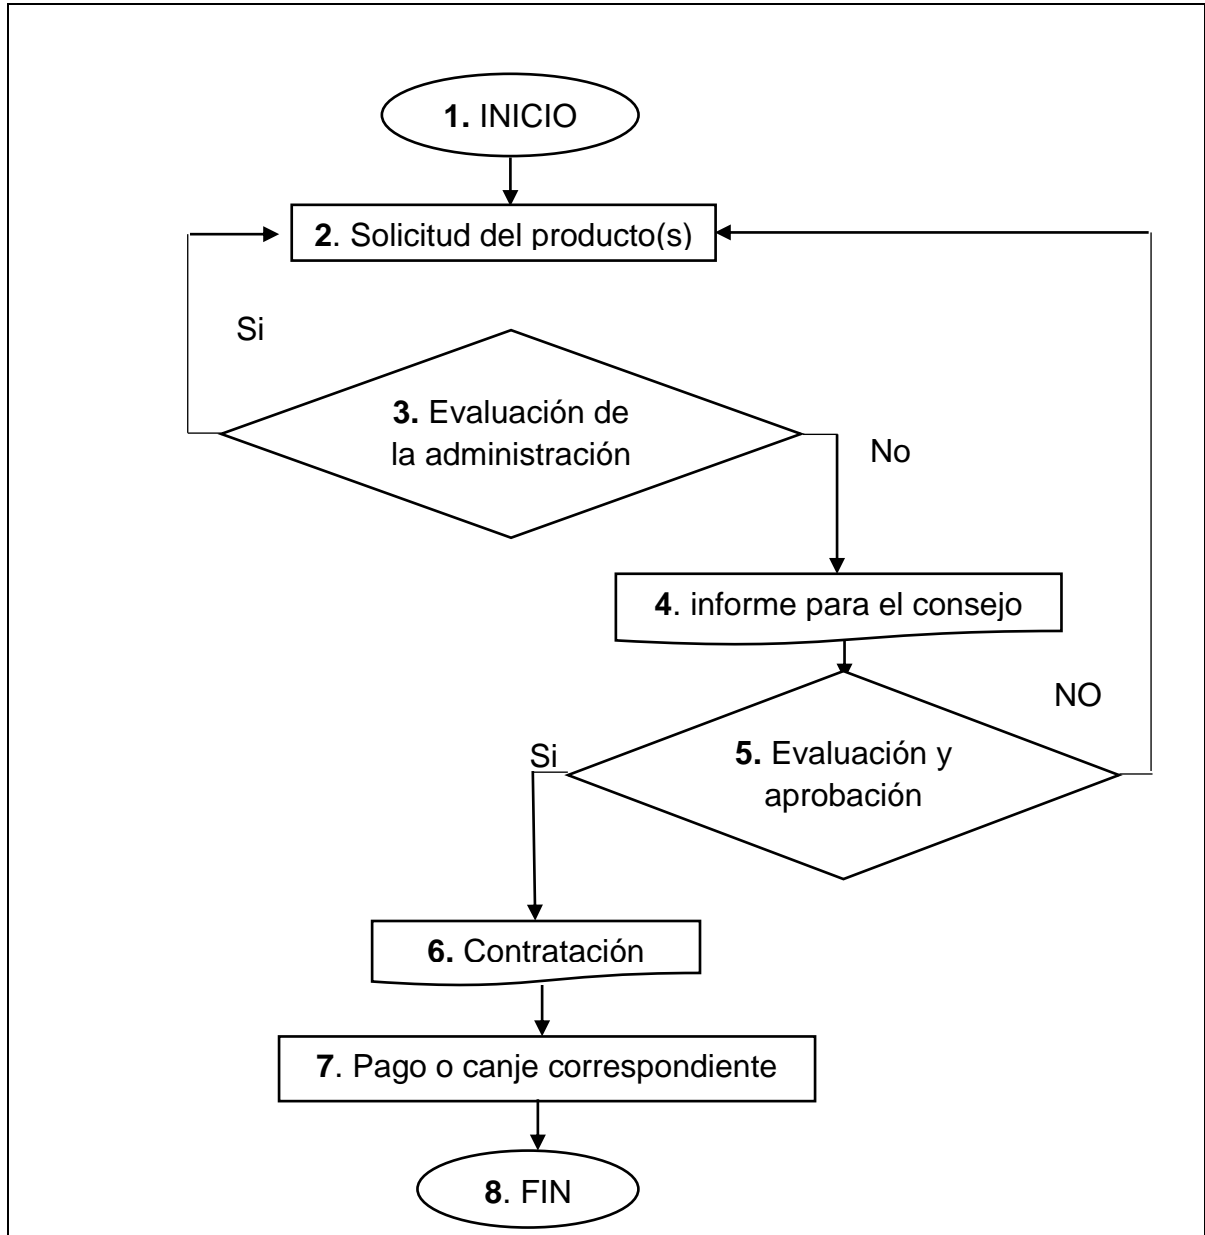 1. INICIO
2. Solicitud del producto(s)
Si
3. Evaluación de
la administración
No
4. informe para el consejo
NO
Si
5. Evaluación y
aprobación
6. Contratación
7. Pago o canje correspondiente
8. FIN